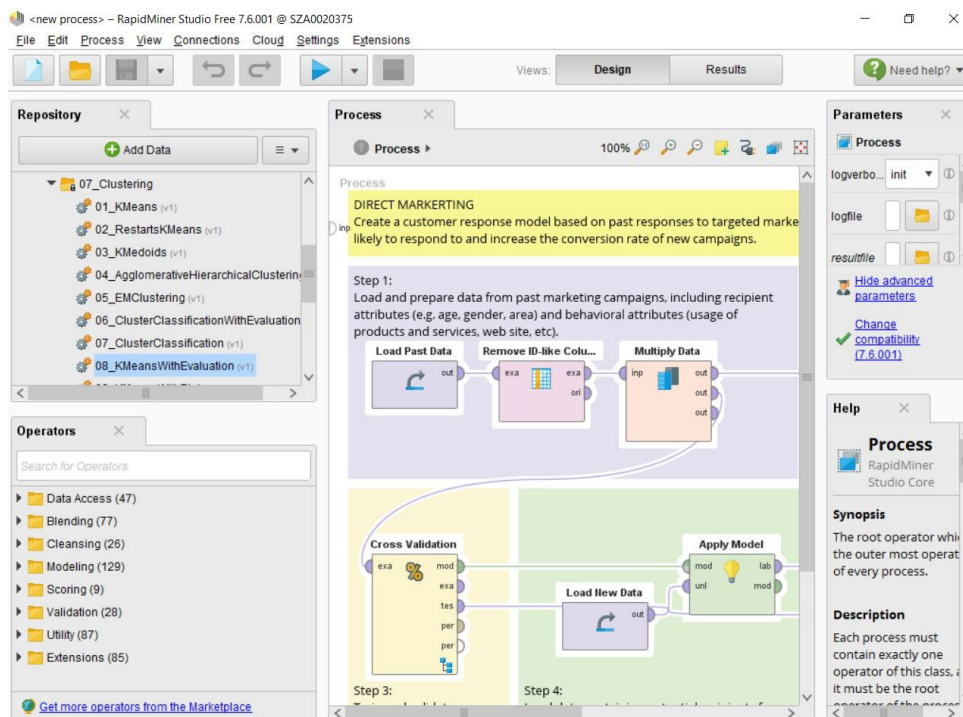 <new process> – RapidMiner Studio Free 7.6.001 @ SZA0020375
File Edit Process View Connections Cloud Settings Extensions
Views: Design Results Need help?
Repository
Add Data
07_Clustering
01_KMeans (v1)
02_RestartsKMeans (v1)
03_KMedoids (v1)
04_AgglomerativeHierarchicalClustering
05_EMClustering (v1)
06_ClusterClassificationWithEvaluation
07_ClusterClassification (v1)
08_KMeansWithEvaluation (v1)
Operators
Search for Operators
Data Access (47)
Blending (77)
Cleansing (26)
Modeling (129)
Scoring (9)
Validation (28)
Utility (87)
Extensions (85)
Get more operators from the Marketplace
Process
Process
100%
Process
inp
DIRECT MARKERTING
Create a customer response model based on past responses to targeted marke
likely to respond to and increase the conversion rate of new campaigns.
Step 1:
Load and prepare data from past marketing campaigns, including recipient
attributes (e.g. age, gender, area) and behavioral attributes (usage of
products and services, web site, etc).
Load Past Data Remove ID-like Colu... Multiply Data
out exa exa inp out
ori out
out
Cross Validation Apply Model
exa mod mod lab
exa unl mod
Load New Data
tes out
per
per
Step 3: Step 4:
Parameters
Process
logverbo... init
logfile
resultfile
Hide advanced
parameters
Change
compatibility
(7.6.001)
Help
Process
RapidMiner
Studio Core
Synopsis
The root operator whi
the outer most operat
of every process.
Description
Each process must
contain exactly one
operator of this class,
it must be the root
operator of the proces